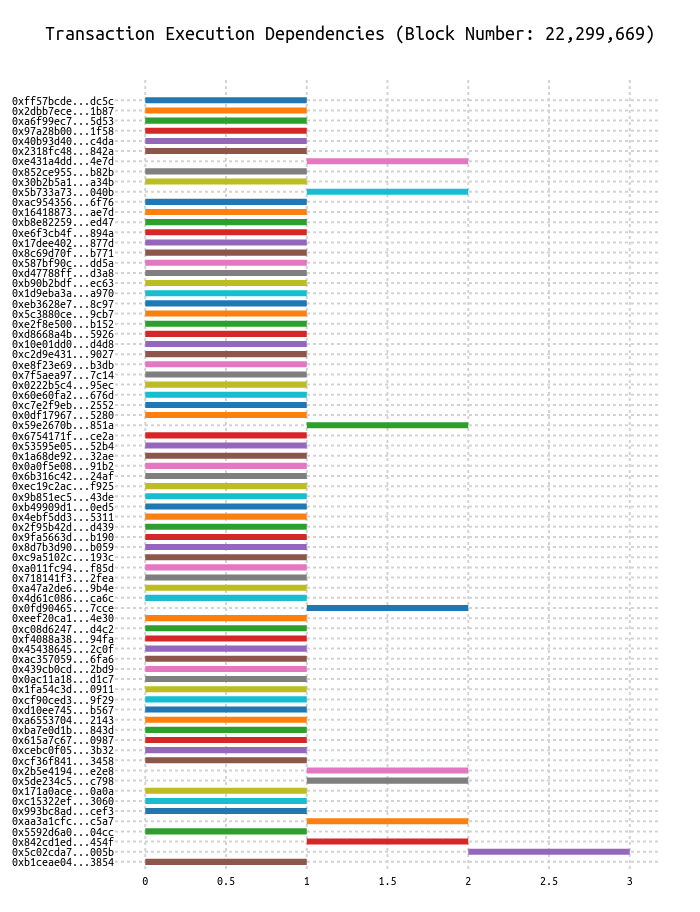 Transaction Execution Dependencies (Block Number: 22,299,669)
0xff57bcde...dc5c
0x2dbb7ece...1b87
0xa6f99ec7...5d53
0x97a28b00...1f58
0x40b93d40...c4da
0x2318fc48...842a
0xe431a4dd...4e7d
0x852ce955...b82b
0x30b2b5a1...a34b
0x5b733a73...040b
0xac954356...6f76
0x16418873...ae7d
0xb8e82259...ed47
0xe6f3cb4f...894a
0x17dee402...877d
0x8c69d70f...b771
0x587bf90c...dd5a
0xd47788ff...d3a8
0xb90b2bdf...ec63
0x1d9eba3a...a970
0xeb3628e7...8c97
0x5c3880ce...9cb7
0xe2f8e500...b152
0xd8668a4b...5926
0x10e01dd0...d4d8
0xc2d9e431...9027
0xe8f23e69...b3db
0x7f5aea97...7c14
0x0222b5c4...95ec
0x60e60fa2...676d
0xc7e2f9eb...2552
0x0df17967...5280
0x59e2670b...851a
0x6754171f...ce2a
0x53595e05...52b4
0x1a68de92...32ae
0x0a0f5e08...91b2
0x6b316c42...24af
0xec19c2ac...f925
0x9b851ec5...43de
0xb49909d1...0ed5
0x4ebf5dd3...5311
0x2f95b42d...d439
0x9fa5663d...b190
0x8d7b3d90...b059
0xc9a5102c...193c
0xa011fc94...f85d
0x718141f3...2fea
0xa47a2de6...9b4e
0x4d61c086...ca6c
0x0fd90465...7cce
0xeef20ca1...4e30
0xc08d6247...d4c2
0xf4088a38...94fa
0x45438645...2c0f
0xac357059...6fa6
0x439cb0cd...2bd9
0x0ac11a18...d1c7
0x1fa54c3d...0911
0xcf90ced3...9f29
0xd10ee745...b567
0xa6553704...2143
0xba7e0d1b...843d
0x615a7c67...0987
0xcebc0f05...3b32
0xcf36f841...3458
0x2b5e4194...e2e8
0x5de234c5...c798
0x171a0ace...0a0a
0xc15322ef...3060
0x993bc8ad...cef3
0xaa3a1cfc...c5a7
0x5592d6a0...04cc
0x842cd1ed...454f
0x5c02cda7...005b
0xb1ceae04...3854
0 0.5 1 1.5 2 2.5 3